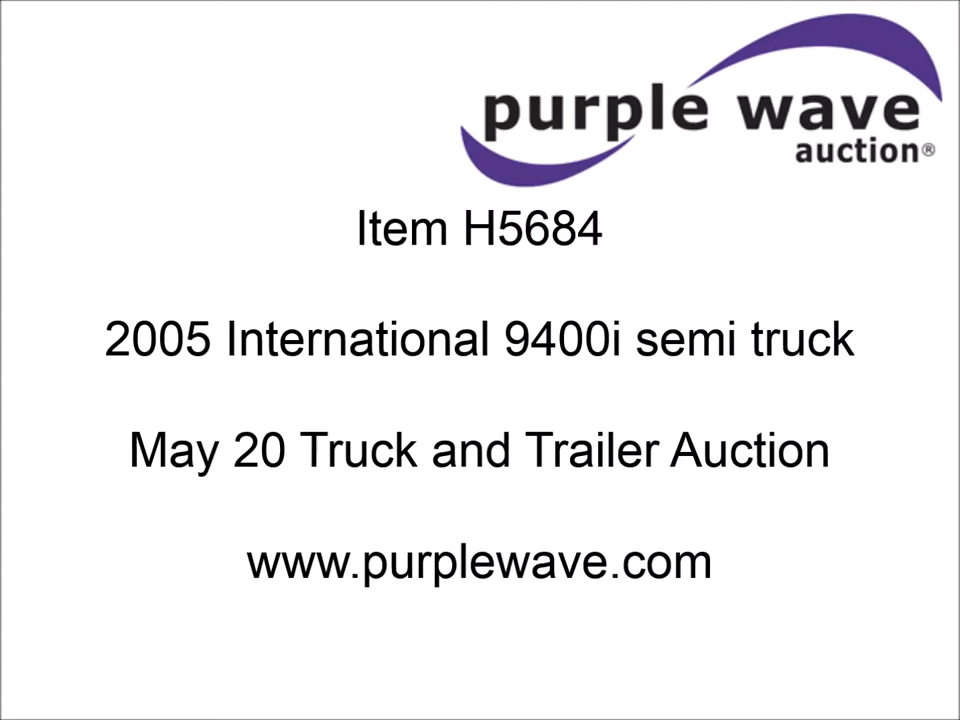 purple wave
auction®
Item H5684
2005 International 9400i semi truck
May 20 Truck and Trailer Auction
www.purplewave.com